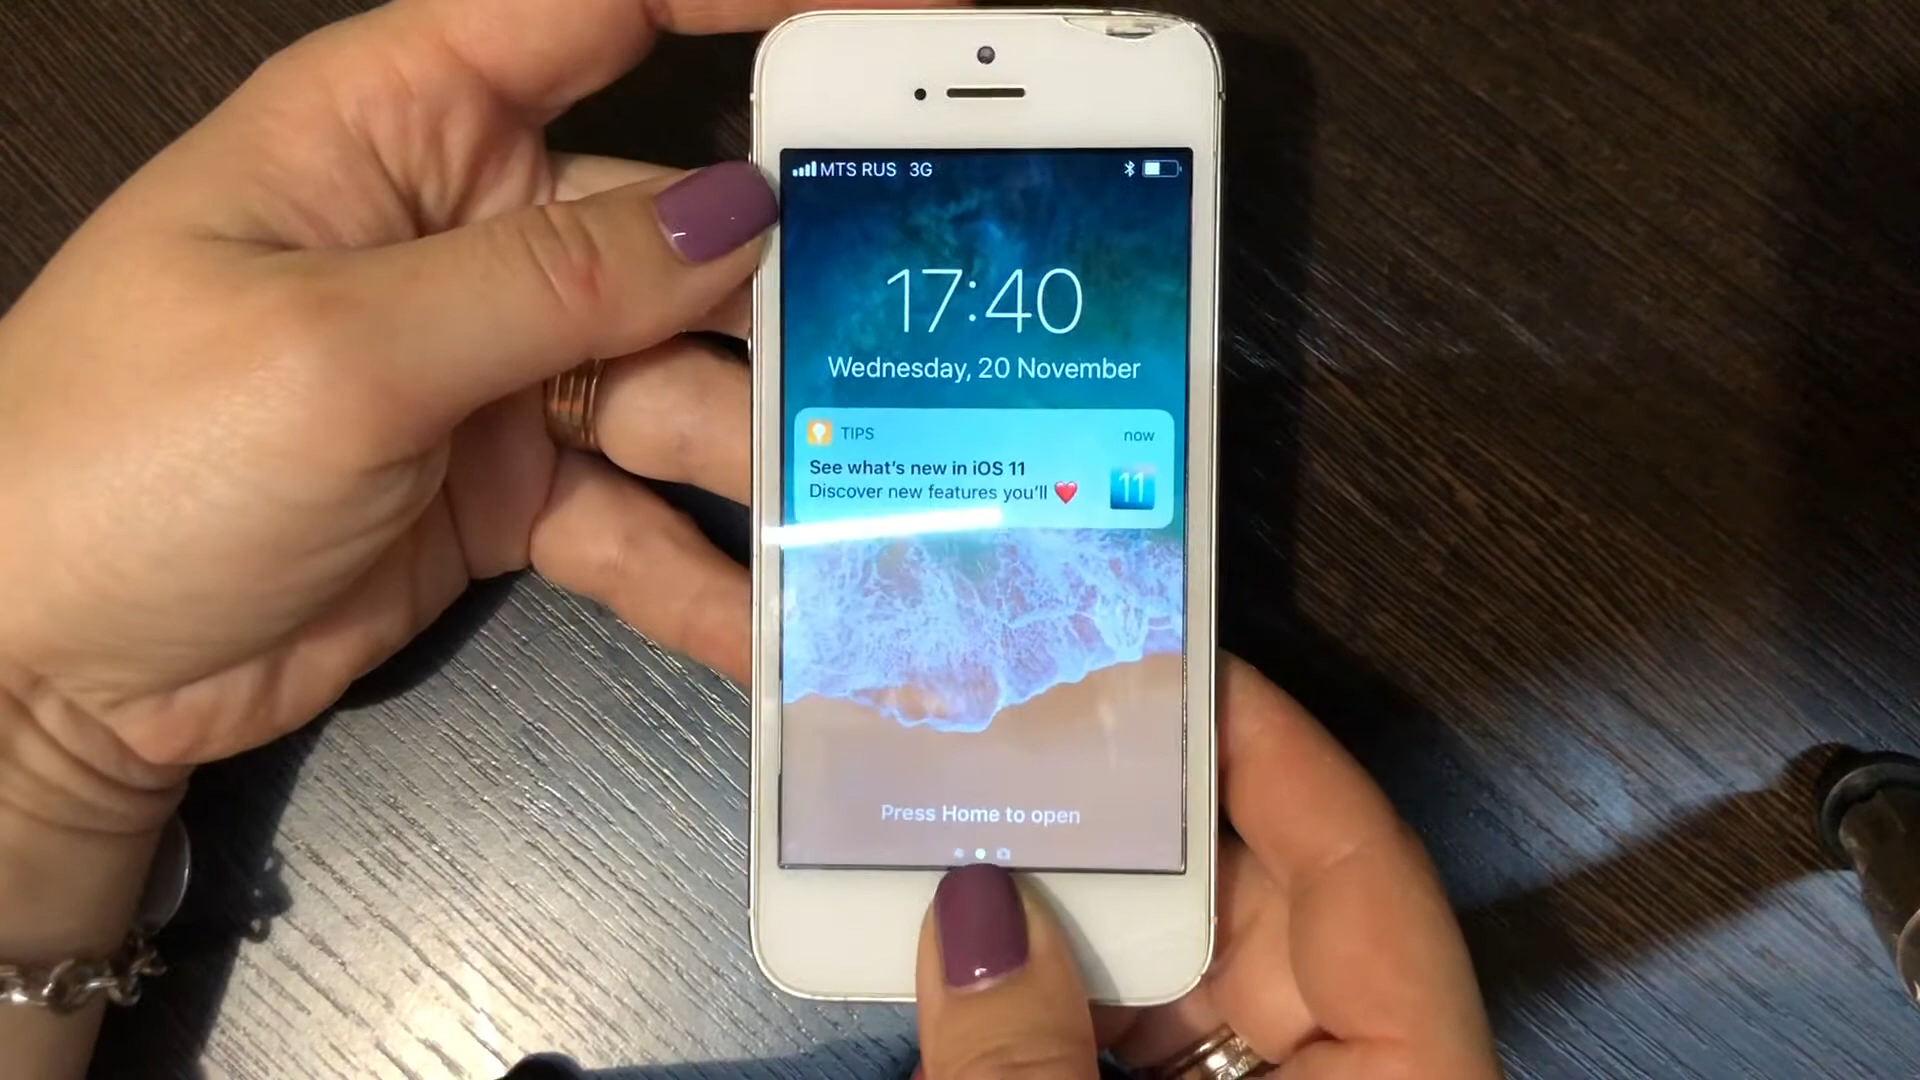 MTS RUS 3G
17:40
Wednesday, 20 November
TIPS now
See what's new in iOS 11
Discover new features you'll ❤️
11
Press Home to open